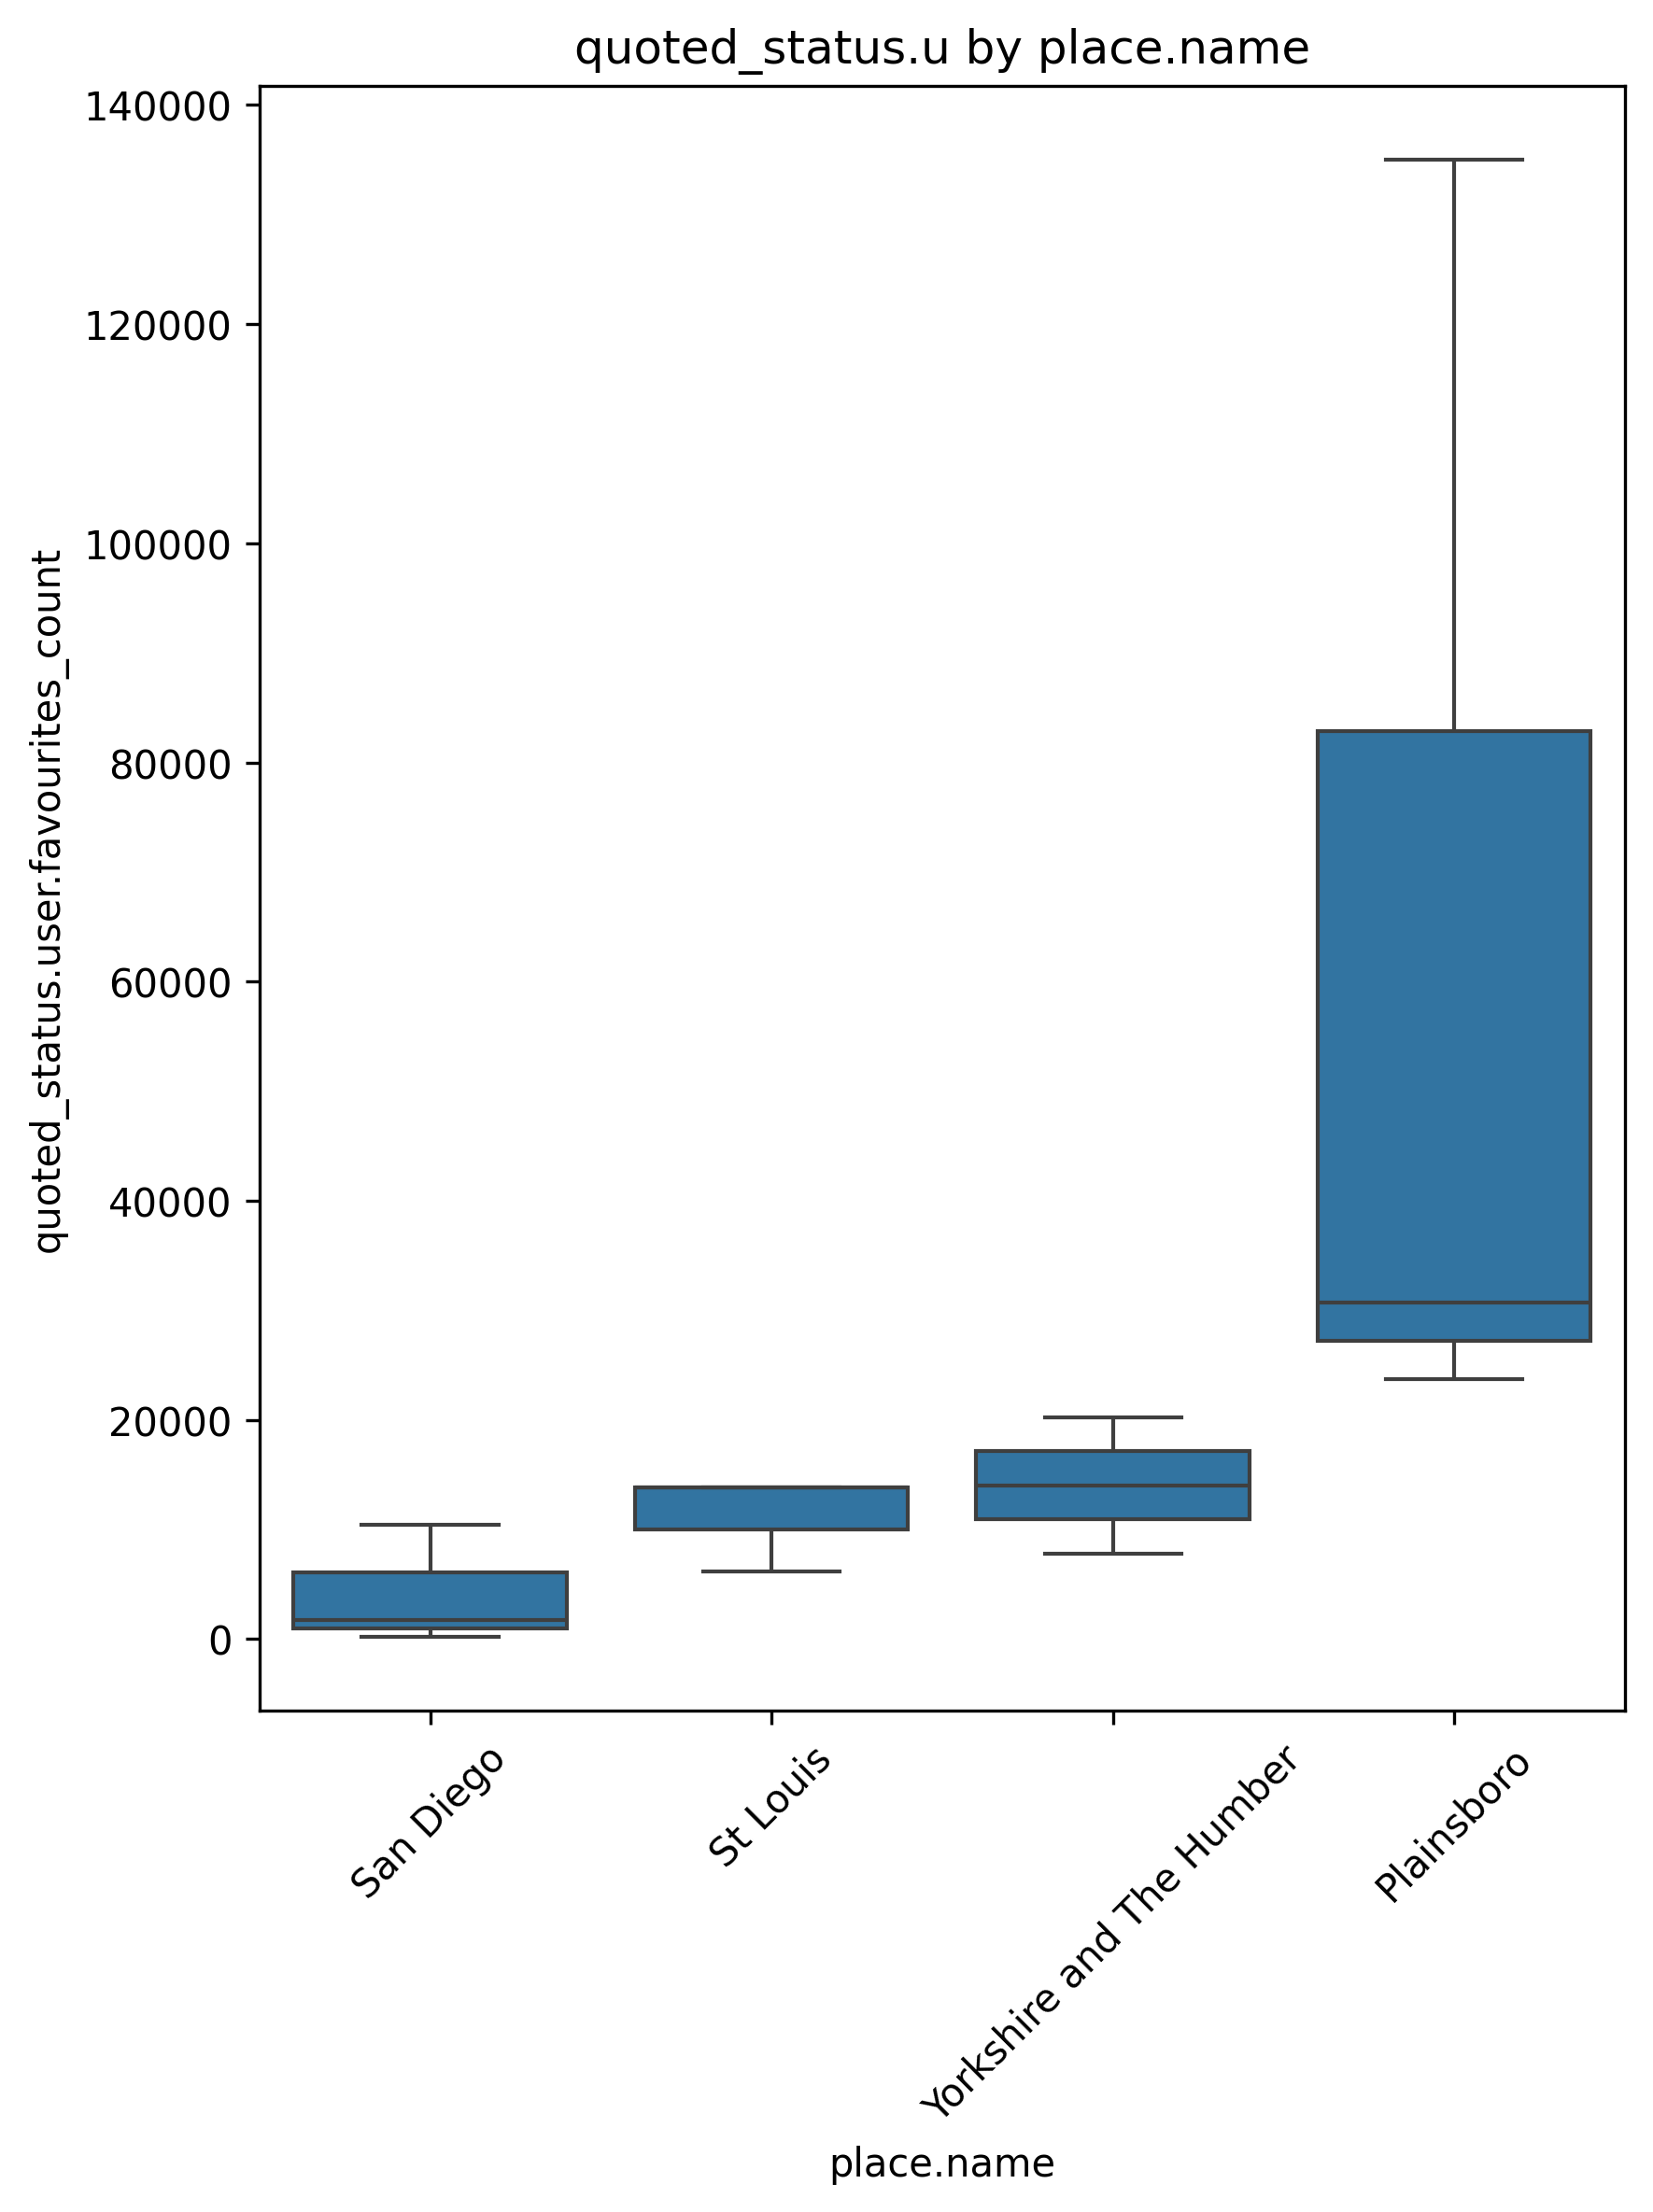 quoted_status.u by place.name
quoted_status.user.favourites_count
140000
120000
100000
80000
60000
40000
20000
0
San Diego
St Louis
Yorkshire and The Humber
Plainsboro
place.name